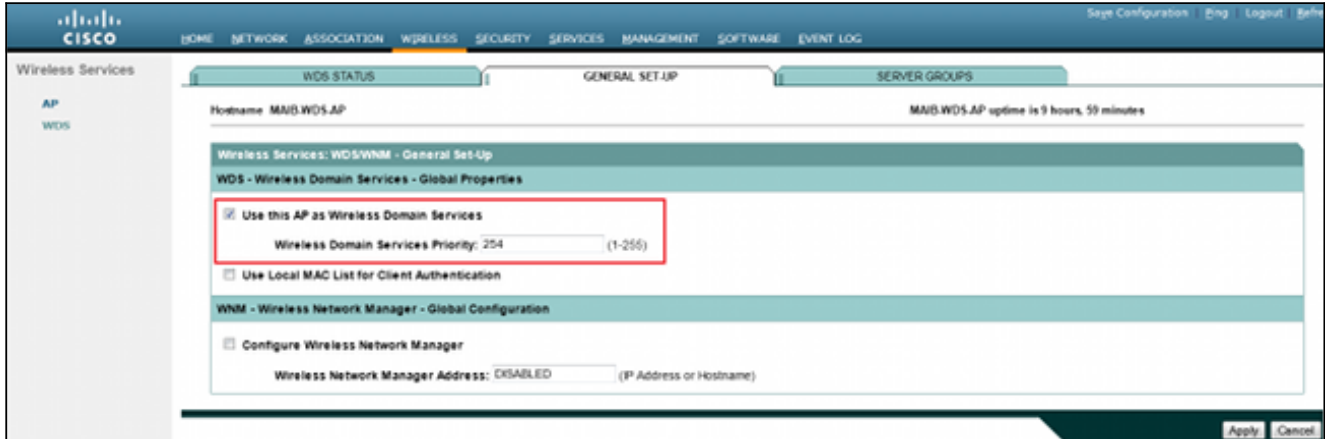 Save Configuration Ping Logout Refre
CISCO
HOME NETWORK ASSOCIATION WIRELESS SECURITY SERVICES MANAGEMENT SOFTWARE EVENT LOG
Wireless Services
AP
WDS
WDS STATUS GENERAL SET-UP SERVER GROUPS
Hostname MAIB-WDS-AP MAIB-WDS-AP uptime is 9 hours, 59 minutes
Wireless Services: WDS/WNM - General Set-Up
WDS - Wireless Domain Services - Global Properties
Use this AP as Wireless Domain Services
Wireless Domain Services Priority: 254 (1-255)
Use Local MAC List for Client Authentication
WNM - Wireless Network Manager - Global Configuration
Configure Wireless Network Manager
Wireless Network Manager Address: DISABLED (IP Address or Hostname)
Apply Cancel